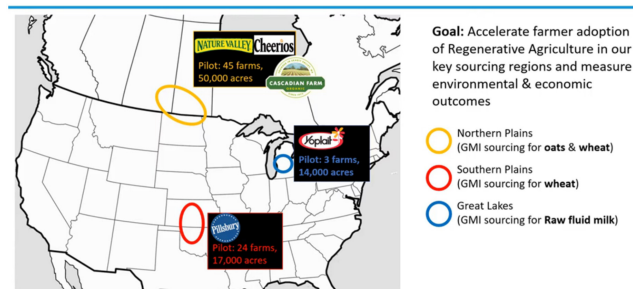 NATURE VALLEY Cheerios
Pilot: 45 farms,
50,000 acres
CASCADIAN FARM
ORGANIC
Yoplait
Pilot: 3 farms,
14,000 acres
Pillsbury
Pilot: 24 farms,
17,000 acres
Goal: Accelerate farmer adoption
of Regenerative Agriculture in our
key sourcing regions and measure
environmental & economic
outcomes
Northern Plains
(GMI sourcing for oats & wheat)
Southern Plains
(GMI sourcing for wheat)
Great Lakes
(GMI sourcing for Raw fluid milk)